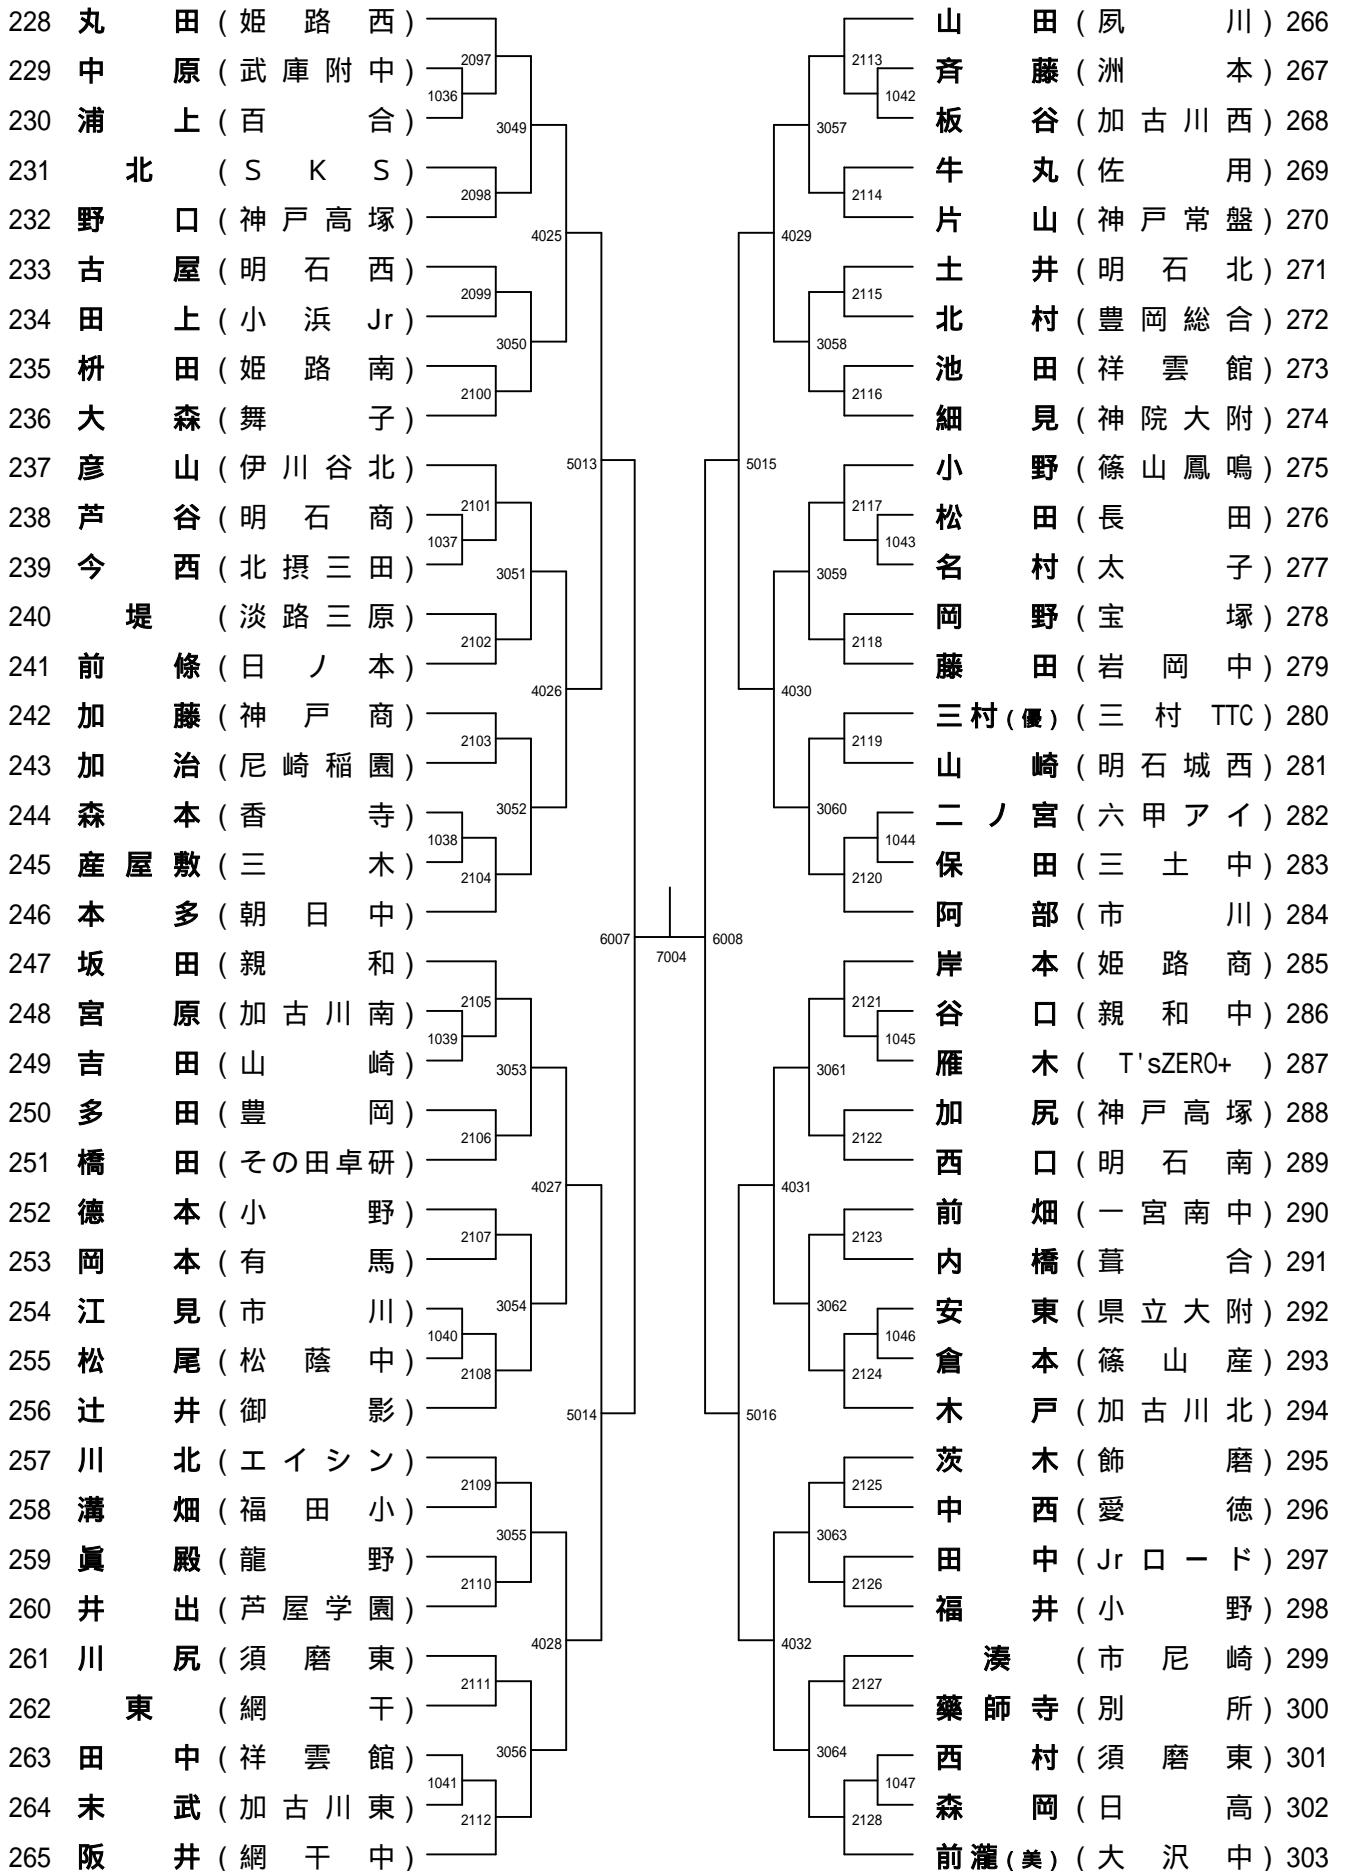 228 丸田 (姫路西)
229 中原 (武庫附中)
230 浦上 (百合)
231 北 (SKS)
232 野口 (神戸高塚)
233 古屋 (明石西)
234 田上 (小浜Jr)
235 枡田 (姫路南)
236 大森 (舞子)
237 彦山 (伊川谷北)
238 芦谷 (明石商)
239 今西 (北摂三田)
240 堤 (淡路三原)
241 前條 (日ノ本)
242 加藤 (神戸商)
243 加治 (尼崎稲園)
244 森本 (香寺)
245 産屋敷 (三木)
246 本多 (朝日中)
247 坂田 (親和)
248 宮原 (加古川南)
249 吉田 (山崎)
250 多田 (豊岡)
251 橋田 (その田卓研)
252 德本 (小野)
253 岡本 (有馬)
254 江見 (市川)
255 松尾 (松蔭中)
256 辻井 (御影)
257 川北 (エイシン)
258 溝畑 (福田小)
259 眞殿 (龍野)
260 井出 (芦屋学園)
261 川尻 (須磨東)
262 東 (網干)
263 田中 (祥雲館)
264 末武 (加古川東)
265 阪井 (網干中)
1036
1037
1038
1039
1040
1041
2097
2098
2099
2100
2101
2102
2103
2104
2105
2106
2107
2108
2109
2110
2111
2112
3049
3050
3051
3052
3053
3054
3055
3056
4025
4026
4027
4028
5013
5014
6007
7004
6008
5015
5016
4029
4030
4031
4032
3057
3058
3059
3060
3061
3062
3063
3064
2113
2114
2115
2116
2117
2118
2119
2120
2121
2122
2123
2124
2125
2126
2127
2128
1042
1043
1044
1045
1046
1047
山田 (夙川) 266
斉藤 (洲本) 267
板谷 (加古川西) 268
牛丸 (佐用) 269
片山 (神戸常盤) 270
土井 (明石北) 271
北村 (豊岡総合) 272
池田 (祥雲館) 273
細見 (神院大附) 274
小野 (篠山鳳鳴) 275
松田 (長田) 276
名村 (太子) 277
岡野 (宝塚) 278
藤田 (岩岡中) 279
三村(優) (三村TTC) 280
山崎 (明石城西) 281
二ノ宮 (六甲アイ) 282
保田 (三土中) 283
阿部 (市川) 284
岸本 (姫路商) 285
谷口 (親和中) 286
雁木 (T'sZERO+) 287
加尻 (神戸高塚) 288
西口 (明石南) 289
前畑 (一宮南中) 290
内橋 (葺合) 291
安東 (県立大附) 292
倉本 (篠山産) 293
木戸 (加古川北) 294
茨木 (飾磨) 295
中西 (愛徳) 296
田中 (Jrロード) 297
福井 (小野) 298
湊 (市尼崎) 299
藥師寺 (別所) 300
西村 (須磨東) 301
森岡 (日高) 302
前瀧(美) (大沢中) 303